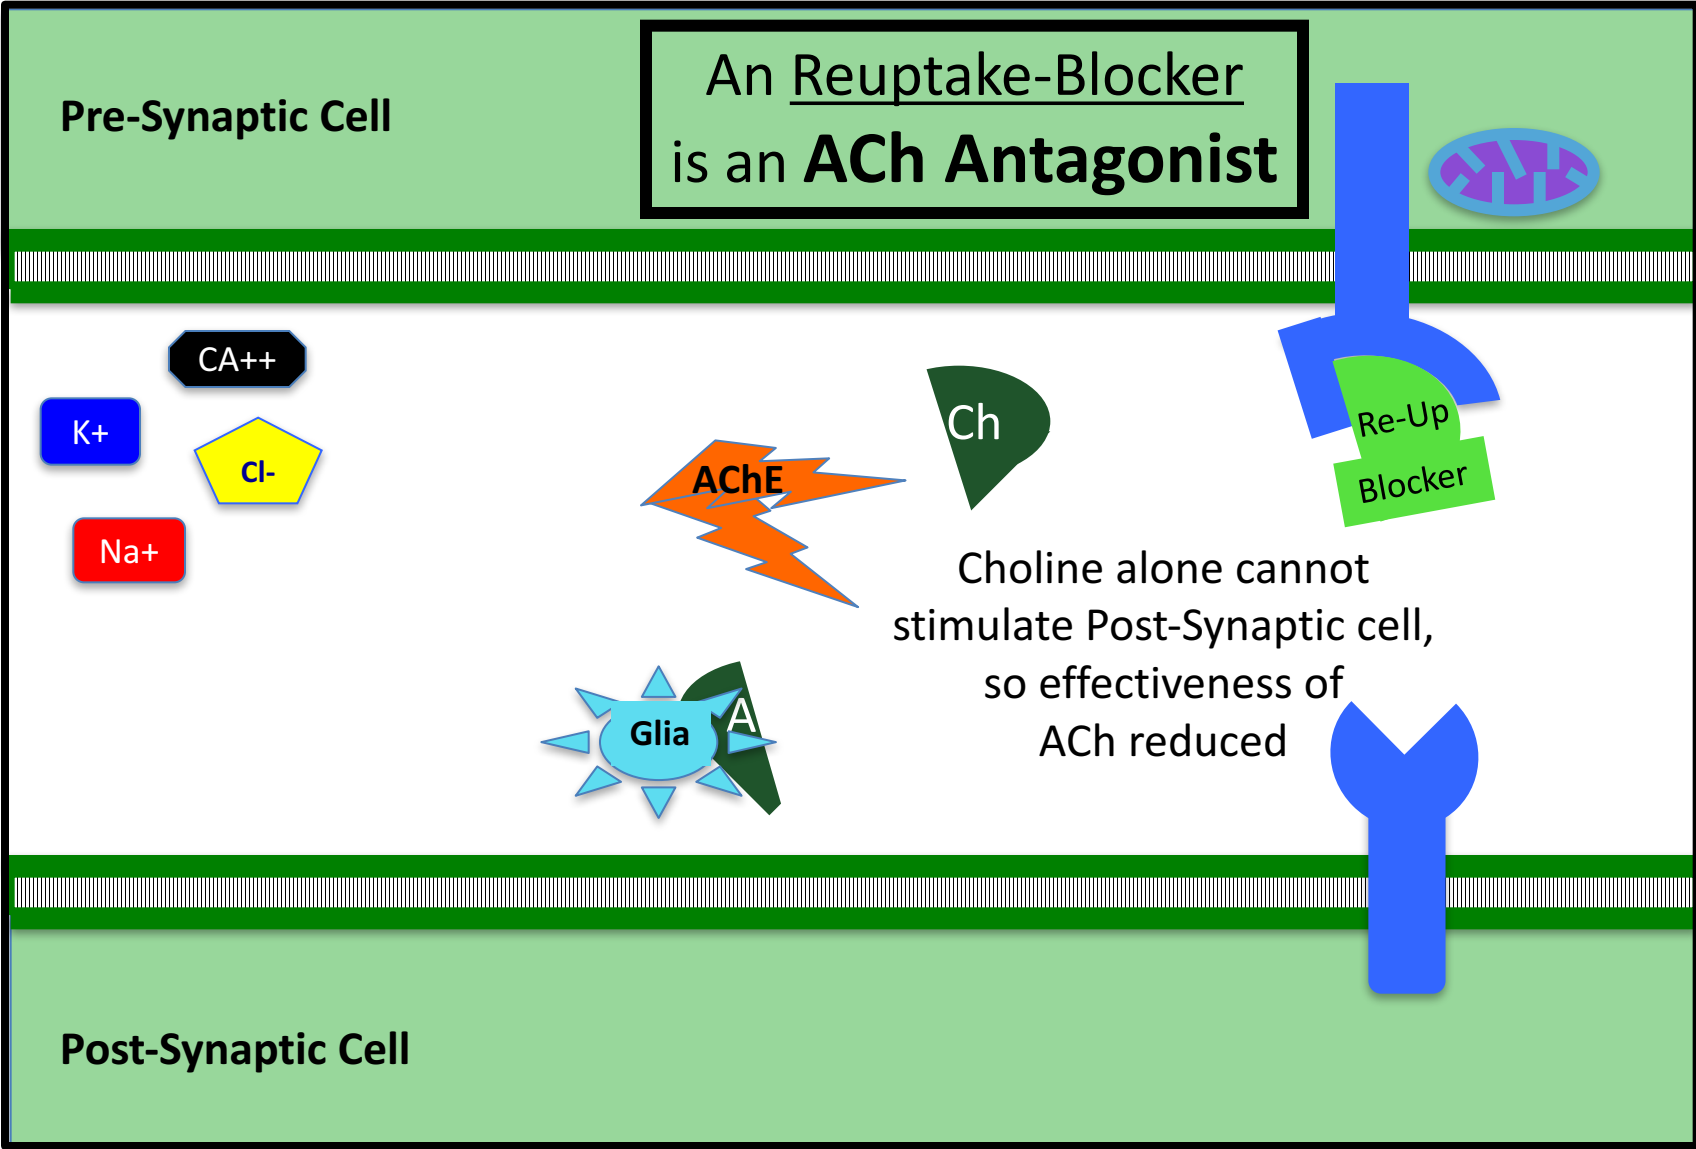 An Reuptake-Blocker
is an ACh Antagonist
Pre-Synaptic Cell
CA++
K+
Cl-
Na+
AChE
Ch
Re-Up
Blocker
Choline alone cannot
stimulate Post-Synaptic cell,
so effectiveness of
ACh reduced
Glia
A
Post-Synaptic Cell